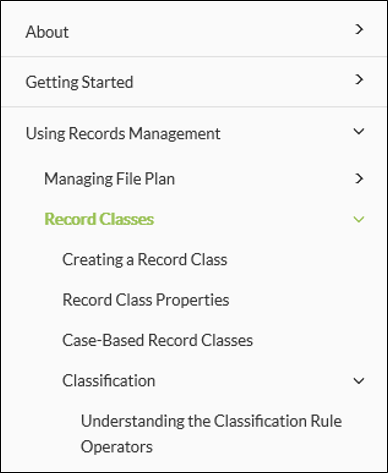 About
Getting Started
Using Records Management
Managing File Plan
Record Classes
Creating a Record Class
Record Class Properties
Case-Based Record Classes
Classification
Understanding the Classification Rule
Operators